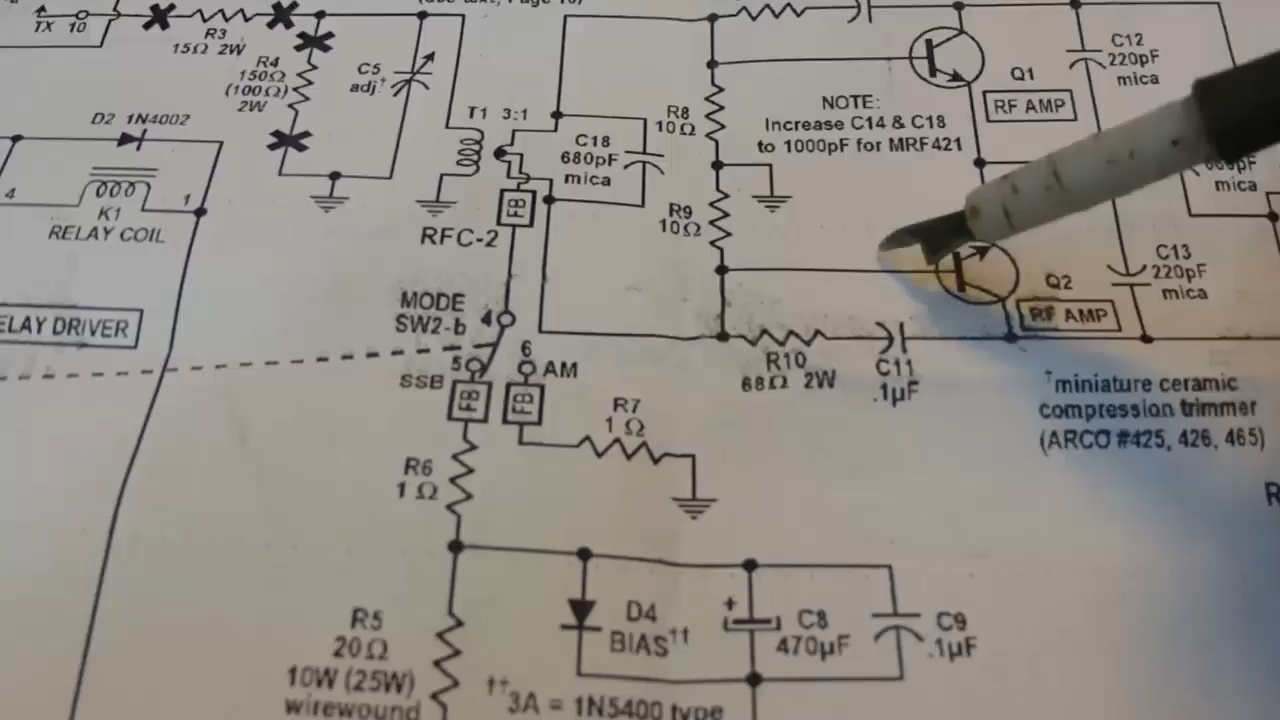 TX 10
R3
15Ω 2W
R4
150Ω
(100Ω)
2W
C5
adj.†
T1 3:1
C18
680pF
mica
R8
10Ω
R9
10Ω
NOTE:
Increase C14 & C18
to 1000pF for MRF421
Q1
RF AMP
C12
220pF
mica
mica
D2 1N4002
4
1
K1
RELAY COIL
RELAY DRIVER
FB
RFC-2
MODE
SW2-b
4
5
SSB
6
AM
FB
FB
Q2
RF AMP
C13
220pF
mica
R10
68Ω 2W
C11
.1µF
†miniature ceramic
compression trimmer
(ARCO #425, 426, 465)
R7
1 Ω
R6
1 Ω
R
R5
20Ω
10W (25W)
wirewound
D4
BIAS††
+
C8
470µF
C9
.1µF
††3A = 1N5400 type